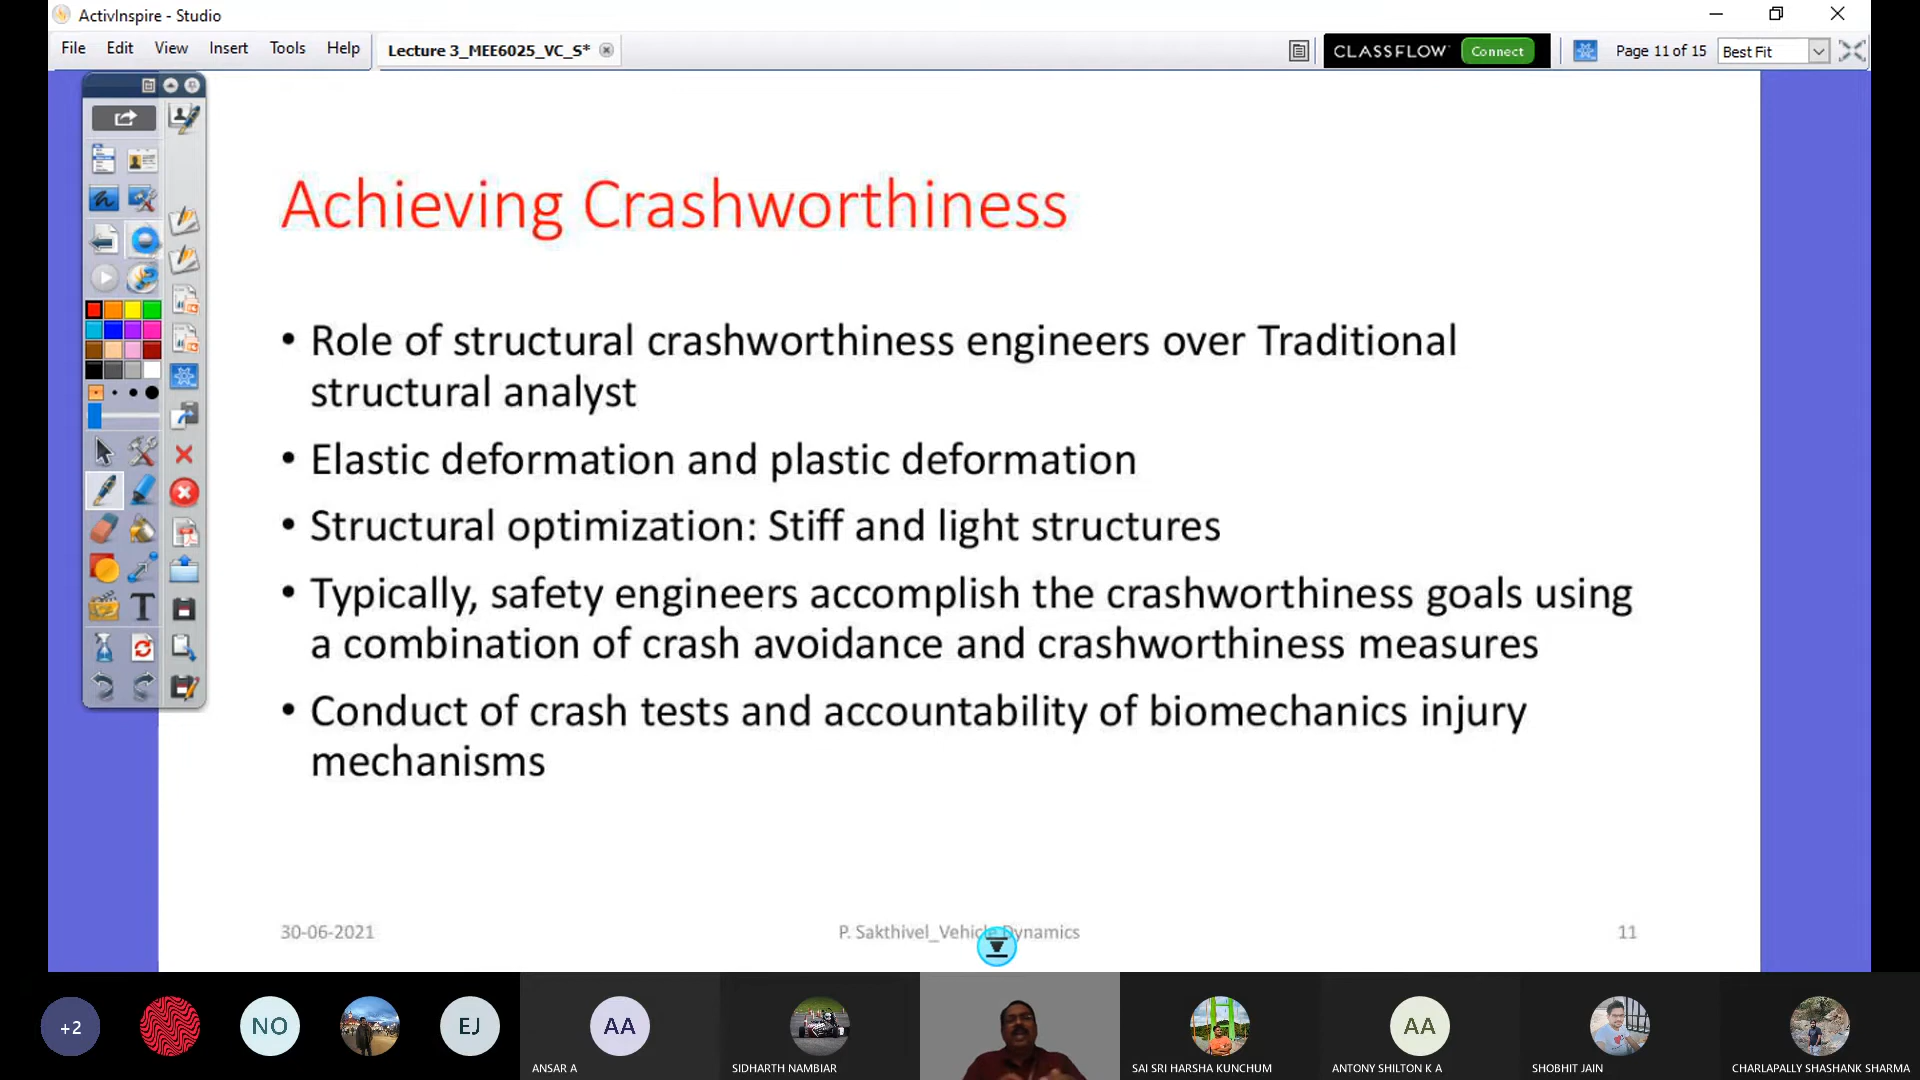 ActivInspire - Studio
File Edit View Insert Tools Help
Lecture 3_MEE6025_VC_S*
CLASSFLOW Connect
Page 11 of 15
Best Fit
Achieving Crashworthiness
• Role of structural crashworthiness engineers over Traditional
structural analyst
• Elastic deformation and plastic deformation
• Structural optimization: Stiff and light structures
• Typically, safety engineers accomplish the crashworthiness goals using
a combination of crash avoidance and crashworthiness measures
• Conduct of crash tests and accountability of biomechanics injury
mechanisms
30-06-2021
P. Sakthivel_Vehicle Dynamics
11
+2
NO
EJ
AA
AA
ANSAR A
SIDHARTH NAMBIAR
SAI SRI HARSHA KUNCHUM
ANTONY SHILTON K A
SHOBHIT JAIN
CHARLAPALLY SHASHANK SHARMA